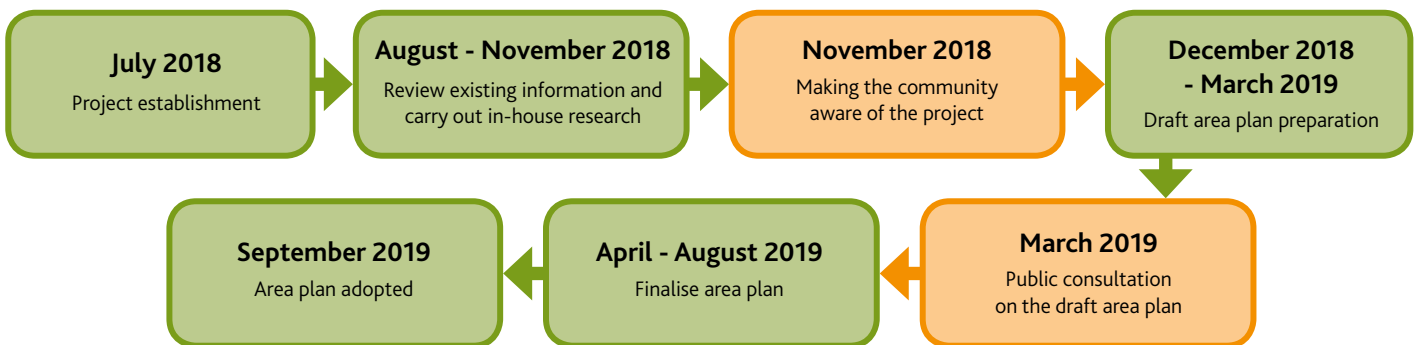 July 2018
Project establishment
August - November 2018
Review existing information and
carry out in-house research
November 2018
Making the community
aware of the project
December 2018
- March 2019
Draft area plan preparation
March 2019
Public consultation
on the draft area plan
April - August 2019
Finalise area plan
September 2019
Area plan adopted